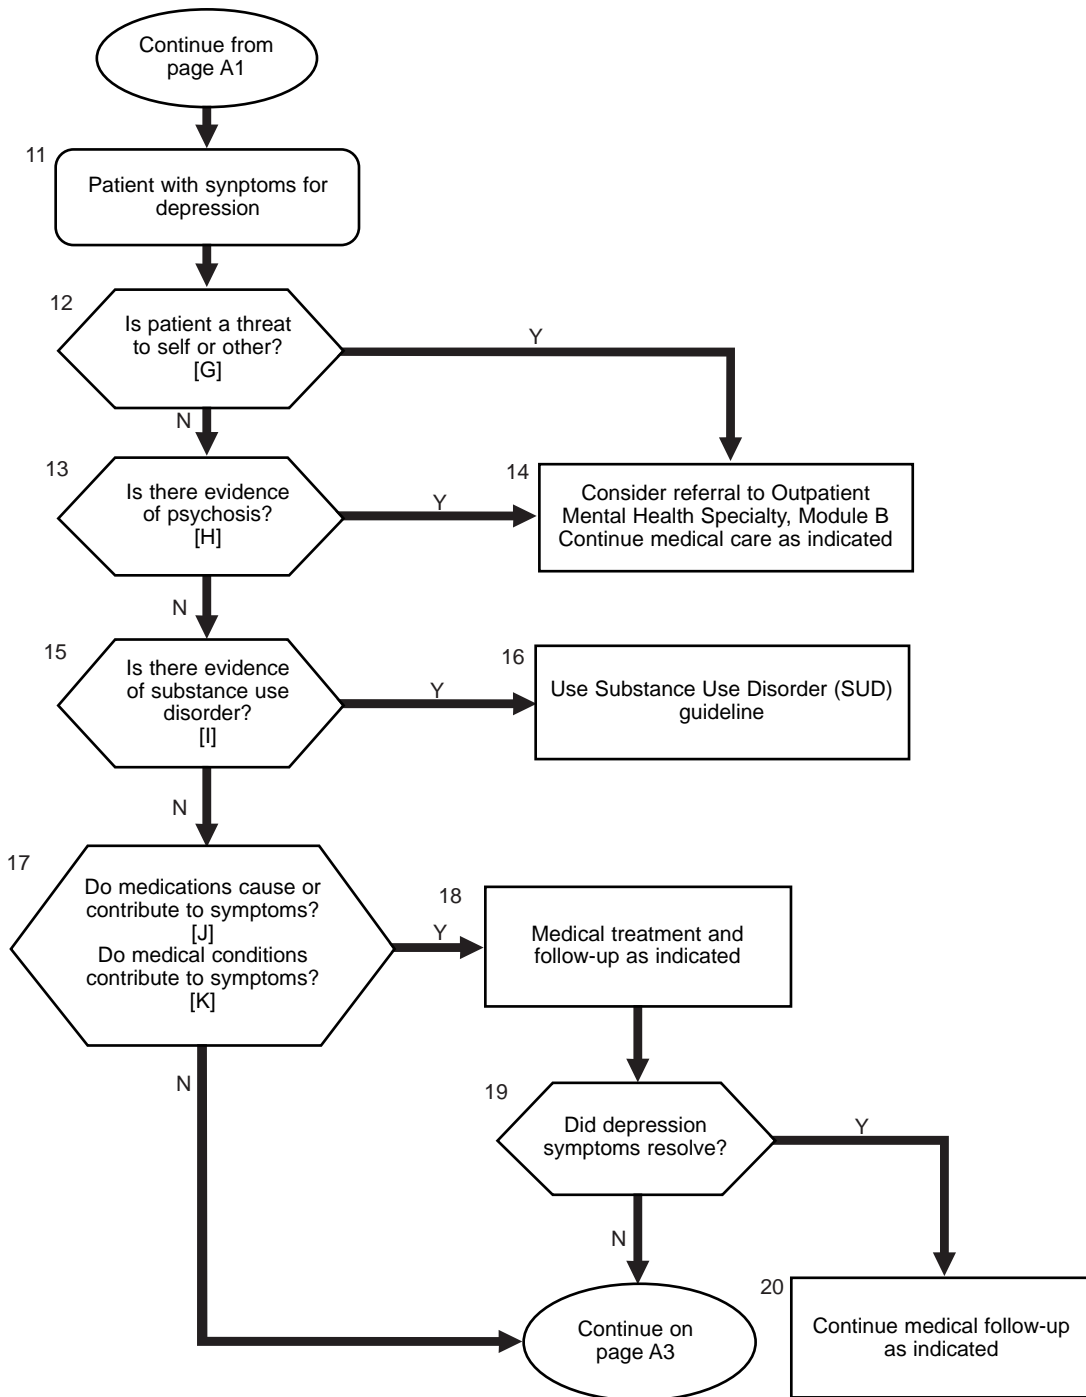 Continue from
page A1
11
Patient with synptoms for
depression
12
Is patient a threat
to self or other?
[G]
Y
N
13
Is there evidence
of psychosis?
[H]
Y
14
Consider referral to Outpatient
Mental Health Specialty, Module B
Continue medical care as indicated
N
15
Is there evidence
of substance use
disorder?
[I]
Y
16
Use Substance Use Disorder (SUD)
guideline
N
17
Do medications cause or
contribute to symptoms?
[J]
Do medical conditions
contribute to symptoms?
[K]
Y
18
Medical treatment and
follow-up as indicated
N
19
Did depression
symptoms resolve?
Y
N
Continue on
page A3
20
Continue medical follow-up
as indicated